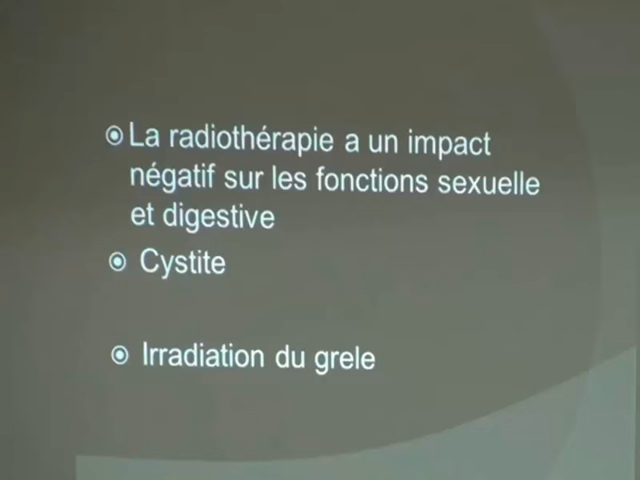 La radiothérapie a un impact
négatif sur les fonctions sexuelle
et digestive
Cystite
Irradiation du grele